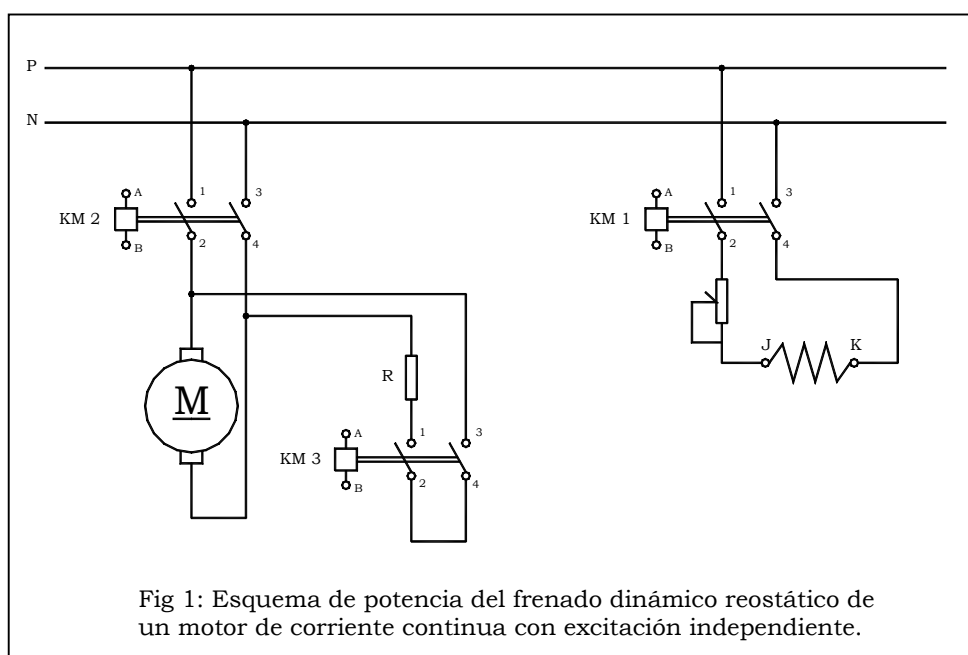 P
N
A
1
3
KM 2
B
2
4
A
1
3
KM 1
B
2
4
J
K
R
M
A
1
3
KM 3
B
2
4
Fig 1: Esquema de potencia del frenado dinámico reostático de
un motor de corriente continua con excitación independiente.